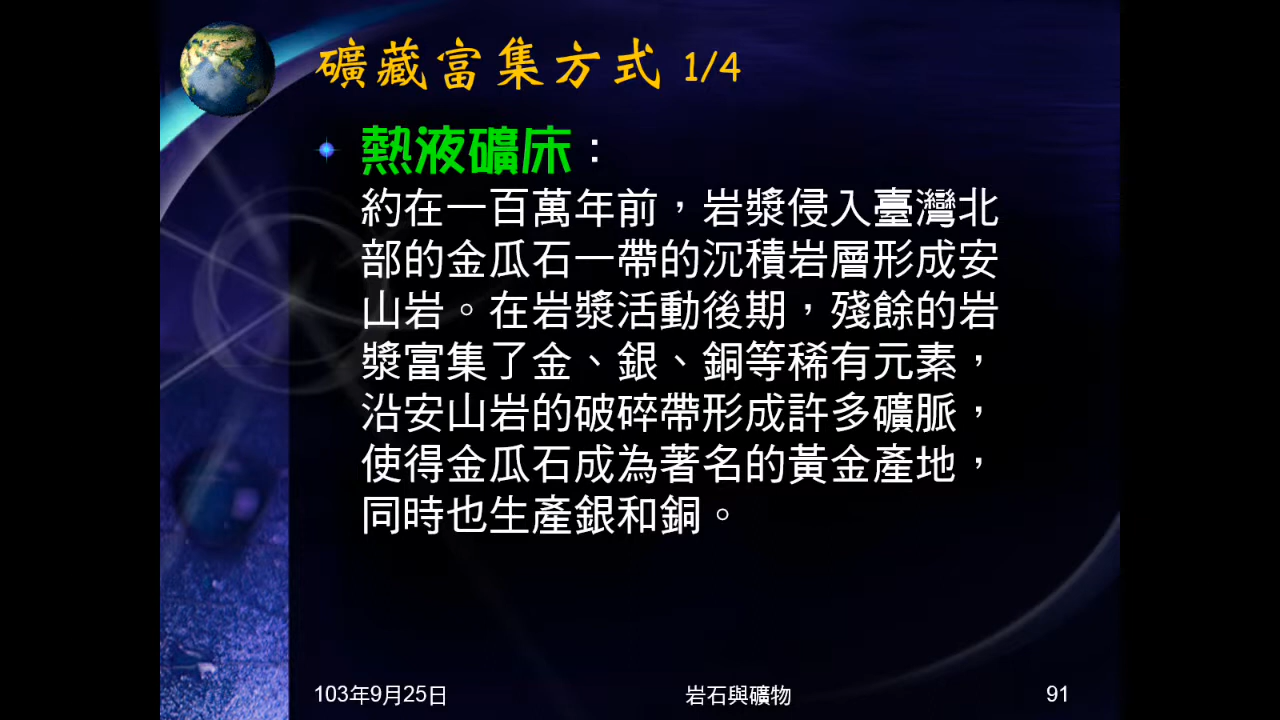 礦藏富集方式 1/4
熱液礦床：
約在一百萬年前，岩漿侵入臺灣北
部的金瓜石一帶的沉積岩層形成安
山岩。在岩漿活動後期，殘餘的岩
漿富集了金、銀、銅等稀有元素，
沿安山岩的破碎帶形成許多礦脈，
使得金瓜石成為著名的黃金產地，
同時也生產銀和銅。
103年9月25日
岩石與礦物
91